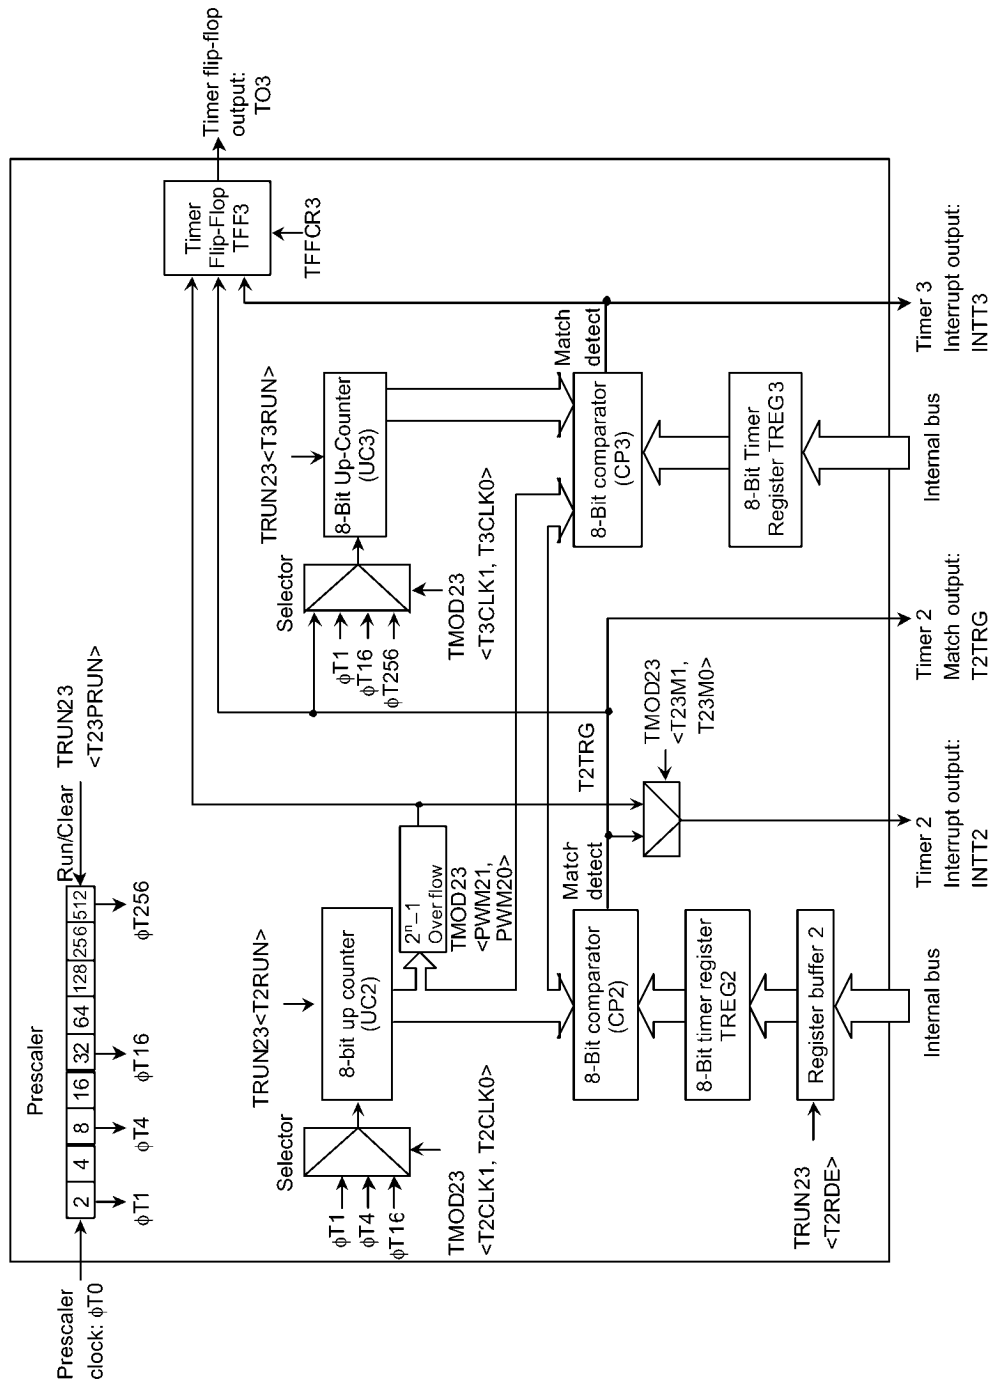 Prescaler
Prescaler
clock: ϕT0
2 4 8 16 32 64 128 256 512
Run/Clear
TRUN23
<T23PRUN>
ϕT1
ϕT4
ϕT16
ϕT256
TRUN23<T2RUN>
Selector
ϕT1
ϕT4
ϕT16
TMOD23
<T2CLK1, T2CLK0>
8-bit up counter
(UC2)
2ⁿ−1
Over flow
TMOD23
<PWM21,
PWM20>
TRUN23<T3RUN>
Selector
ϕT1
ϕT16
ϕT256
TMOD23
<T3CLK1, T3CLK0>
8-Bit Up-Counter
(UC3)
Timer
Flip-Flop
TFF3
TFFCR3
Timer flip-flop
output:
TO3
8-Bit comparator
(CP2)
Match
detect
T2TRG
8-Bit comparator
(CP3)
Match
detect
8-Bit timer register
TREG2
TMOD23
<T23M1,
T23M0>
8-Bit Timer
Register TREG3
Register buffer 2
TRUN23
<T2RDE>
Internal bus
Timer 2
Interrupt output:
INTT2
Timer 2
Match output:
T2TRG
Internal bus
Timer 3
Interrupt output:
INTT3